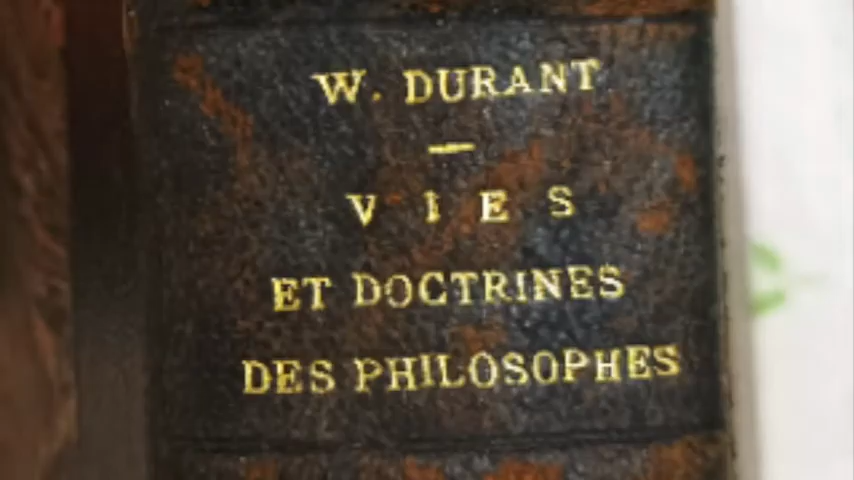 W. DURANT
—
VIES
ET DOCTRINES
DES PHILOSOPHES